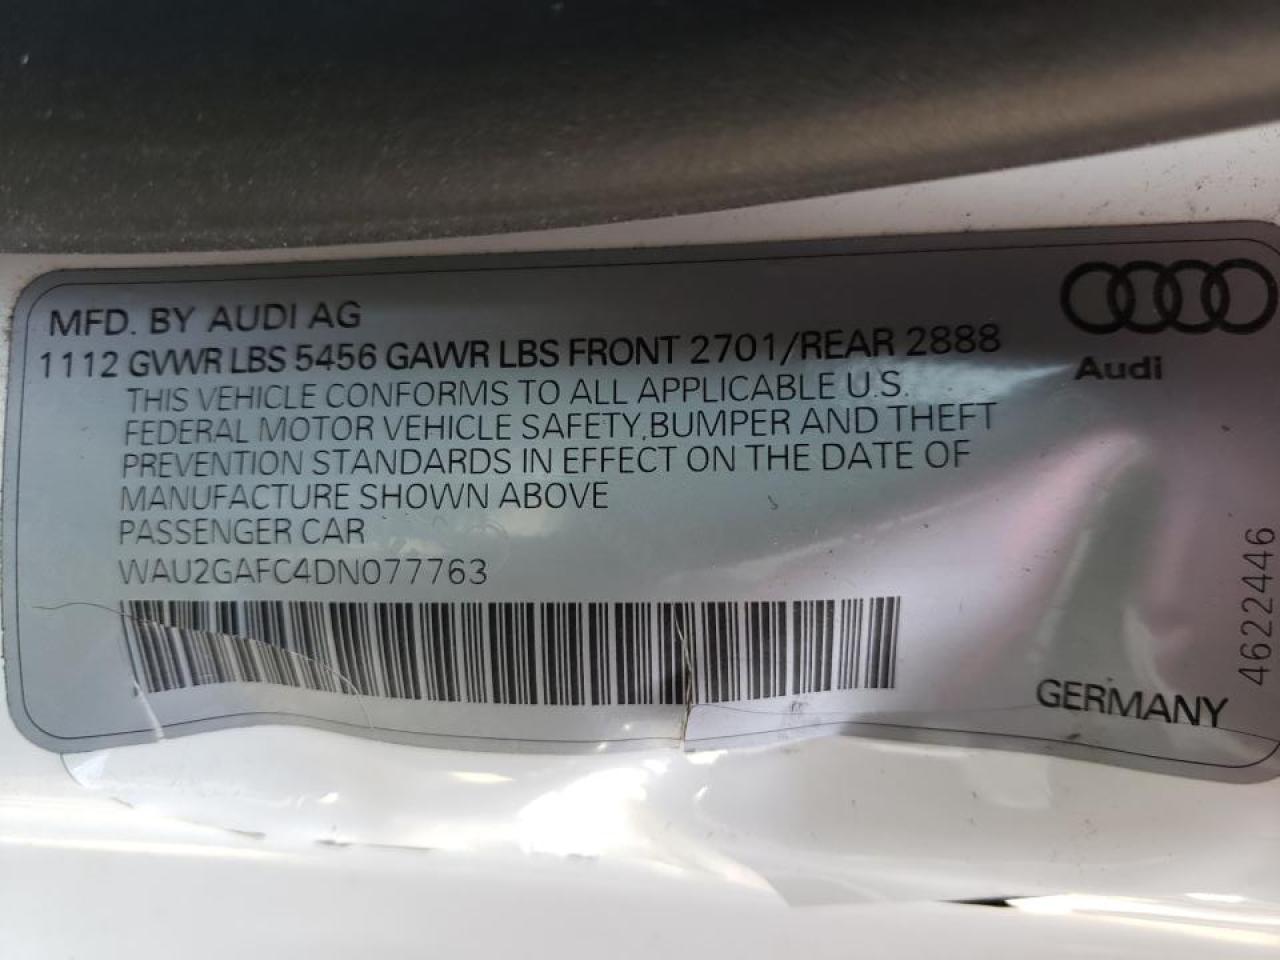 MFD. BY AUDI AG
1112 GVWR LBS 5456 GAWR LBS FRONT 2701/REAR 2888
THIS VEHICLE CONFORMS TO ALL APPLICABLE U.S.
FEDERAL MOTOR VEHICLE SAFETY,BUMPER AND THEFT
PREVENTION STANDARDS IN EFFECT ON THE DATE OF
MANUFACTURE SHOWN ABOVE
PASSENGER CAR
WAU2GAFC4DN077763
Audi
4622446
GERMANY